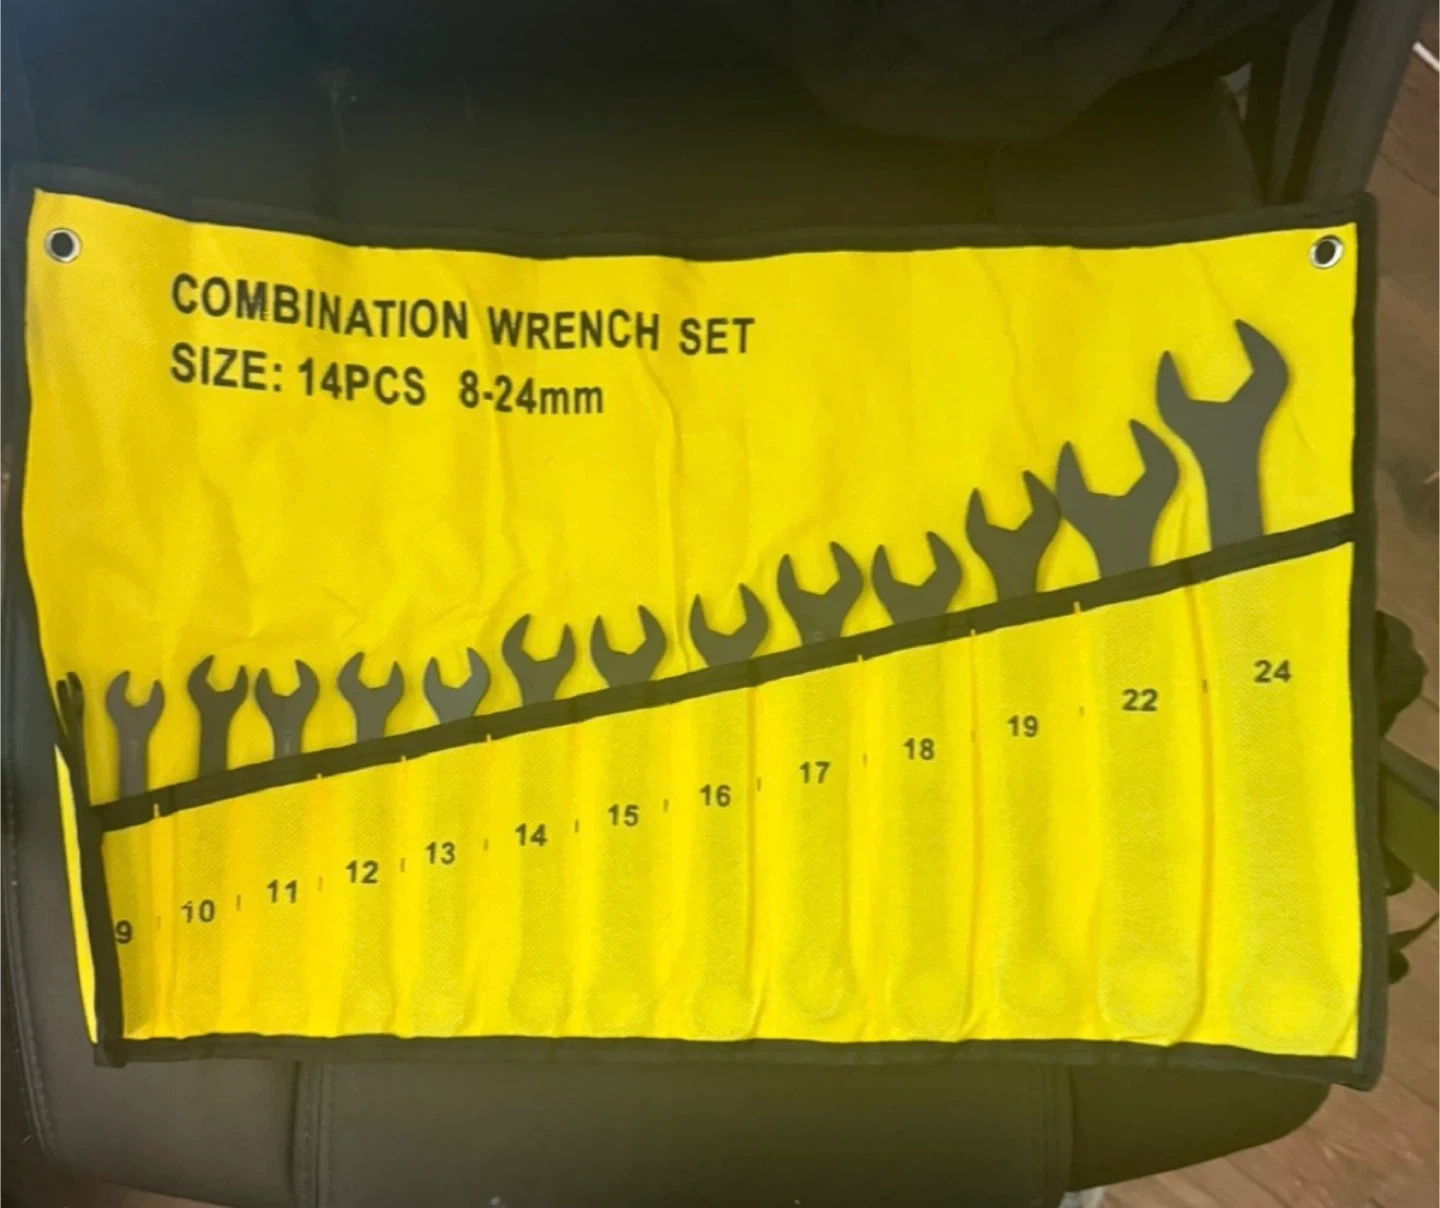 COMBINATION WRENCH SET
SIZE: 14PCS 8-24mm
9 10 11 12 13 14 15 16 17 18 19 22 24